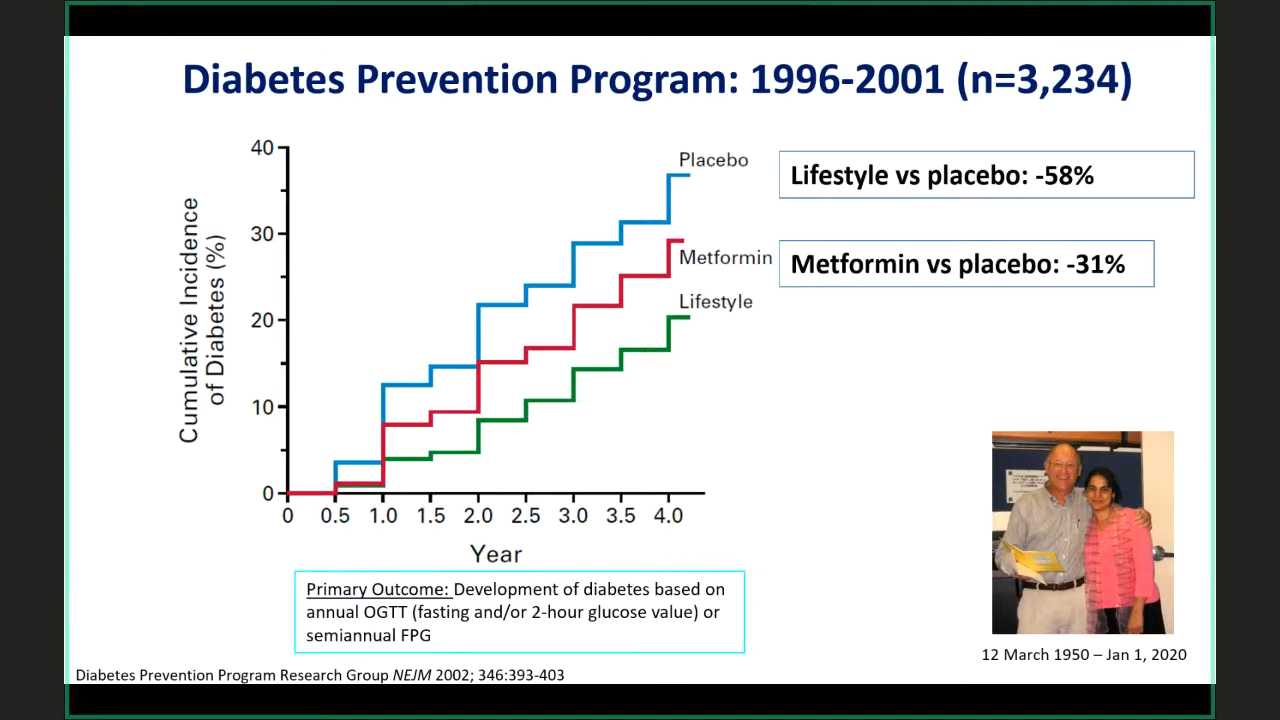 Diabetes Prevention Program: 1996-2001 (n=3,234)
Cumulative Incidence
of Diabetes (%)
40
30
20
10
0
Placebo
Metformin
Lifestyle
0 0.5 1.0 1.5 2.0 2.5 3.0 3.5 4.0
Year
Lifestyle vs placebo: -58%
Metformin vs placebo: -31%
Primary Outcome: Development of diabetes based on
annual OGTT (fasting and/or 2-hour glucose value) or
semiannual FPG
12 March 1950 – Jan 1, 2020
Diabetes Prevention Program Research Group NEJM 2002; 346:393-403